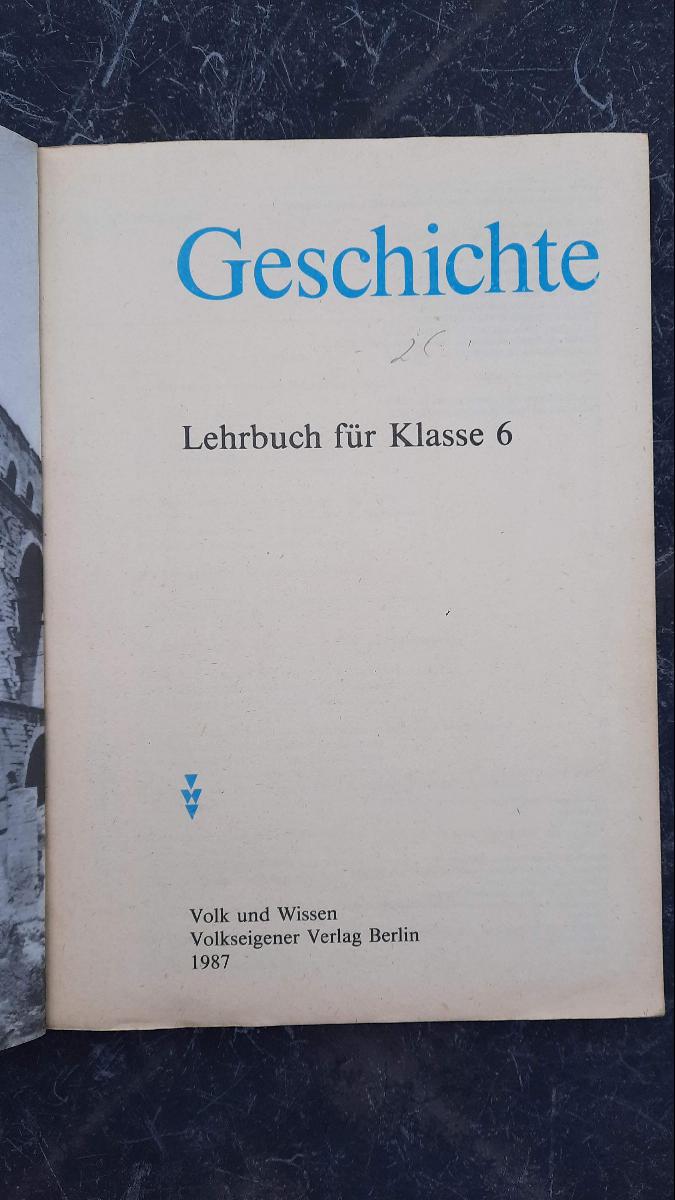 Geschichte
Lehrbuch für Klasse 6
Volk und Wissen
Volkseigener Verlag Berlin
1987